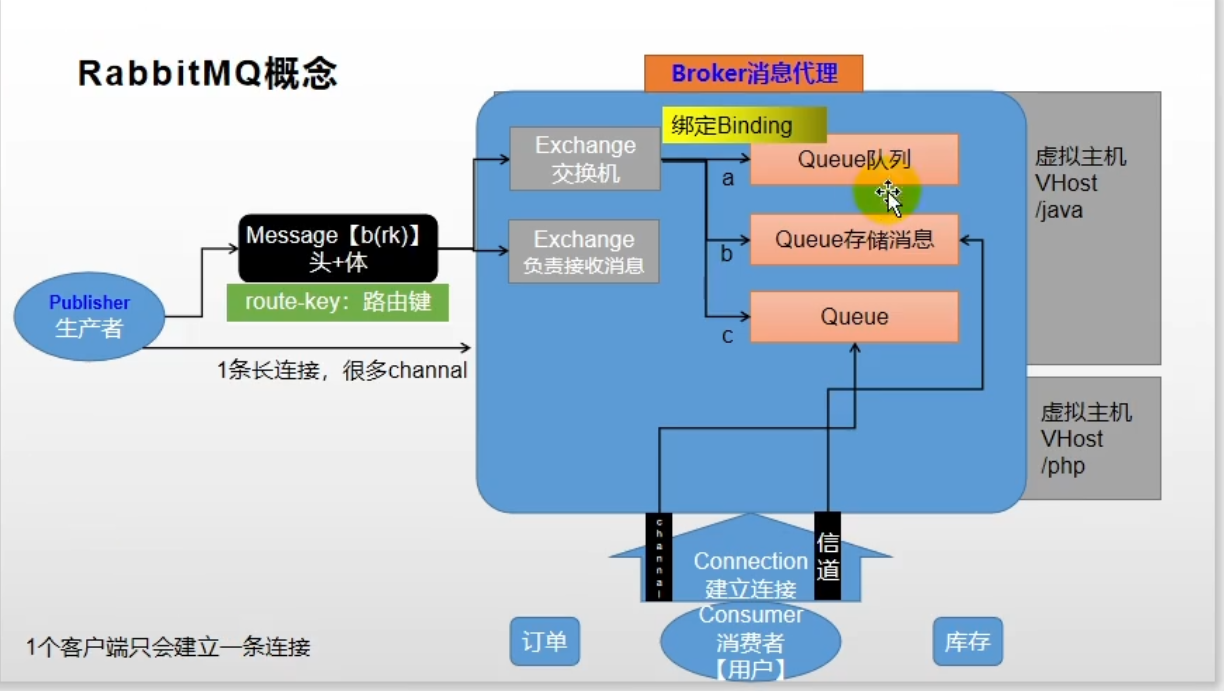 RabbitMQ概念
Broker消息代理
绑定Binding
Exchange
交换机
a
Queue队列
虚拟主机
VHost
/java
Message【b(rk)】
头+体
Exchange
负责接收消息
b
Queue存储消息
route-key：路由键
Publisher
生产者
c
Queue
1条长连接，很多channal
虚拟主机
VHost
/php
channal
信道
Connection
建立连接
Consumer
消费者
【用户】
订单
库存
1个客户端只会建立一条连接